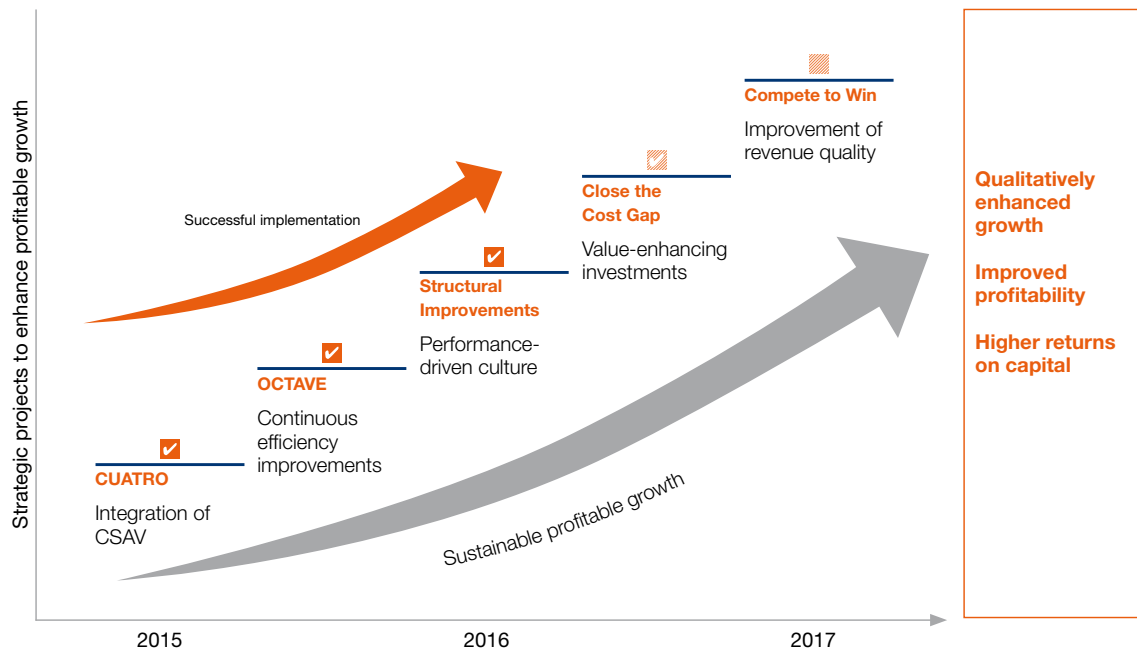 Strategic projects to enhance profitable growth
Compete to Win
Improvement of
revenue quality
Close the
Cost Gap
Value-enhancing
investments
Successful implementation
Structural
Improvements
Performance-
driven culture
OCTAVE
Continuous
efficiency
improvements
CUATRO
Integration of
CSAV
Sustainable profitable growth
2015
2016
2017
Qualitatively
enhanced
growth
Improved
profitability
Higher returns
on capital